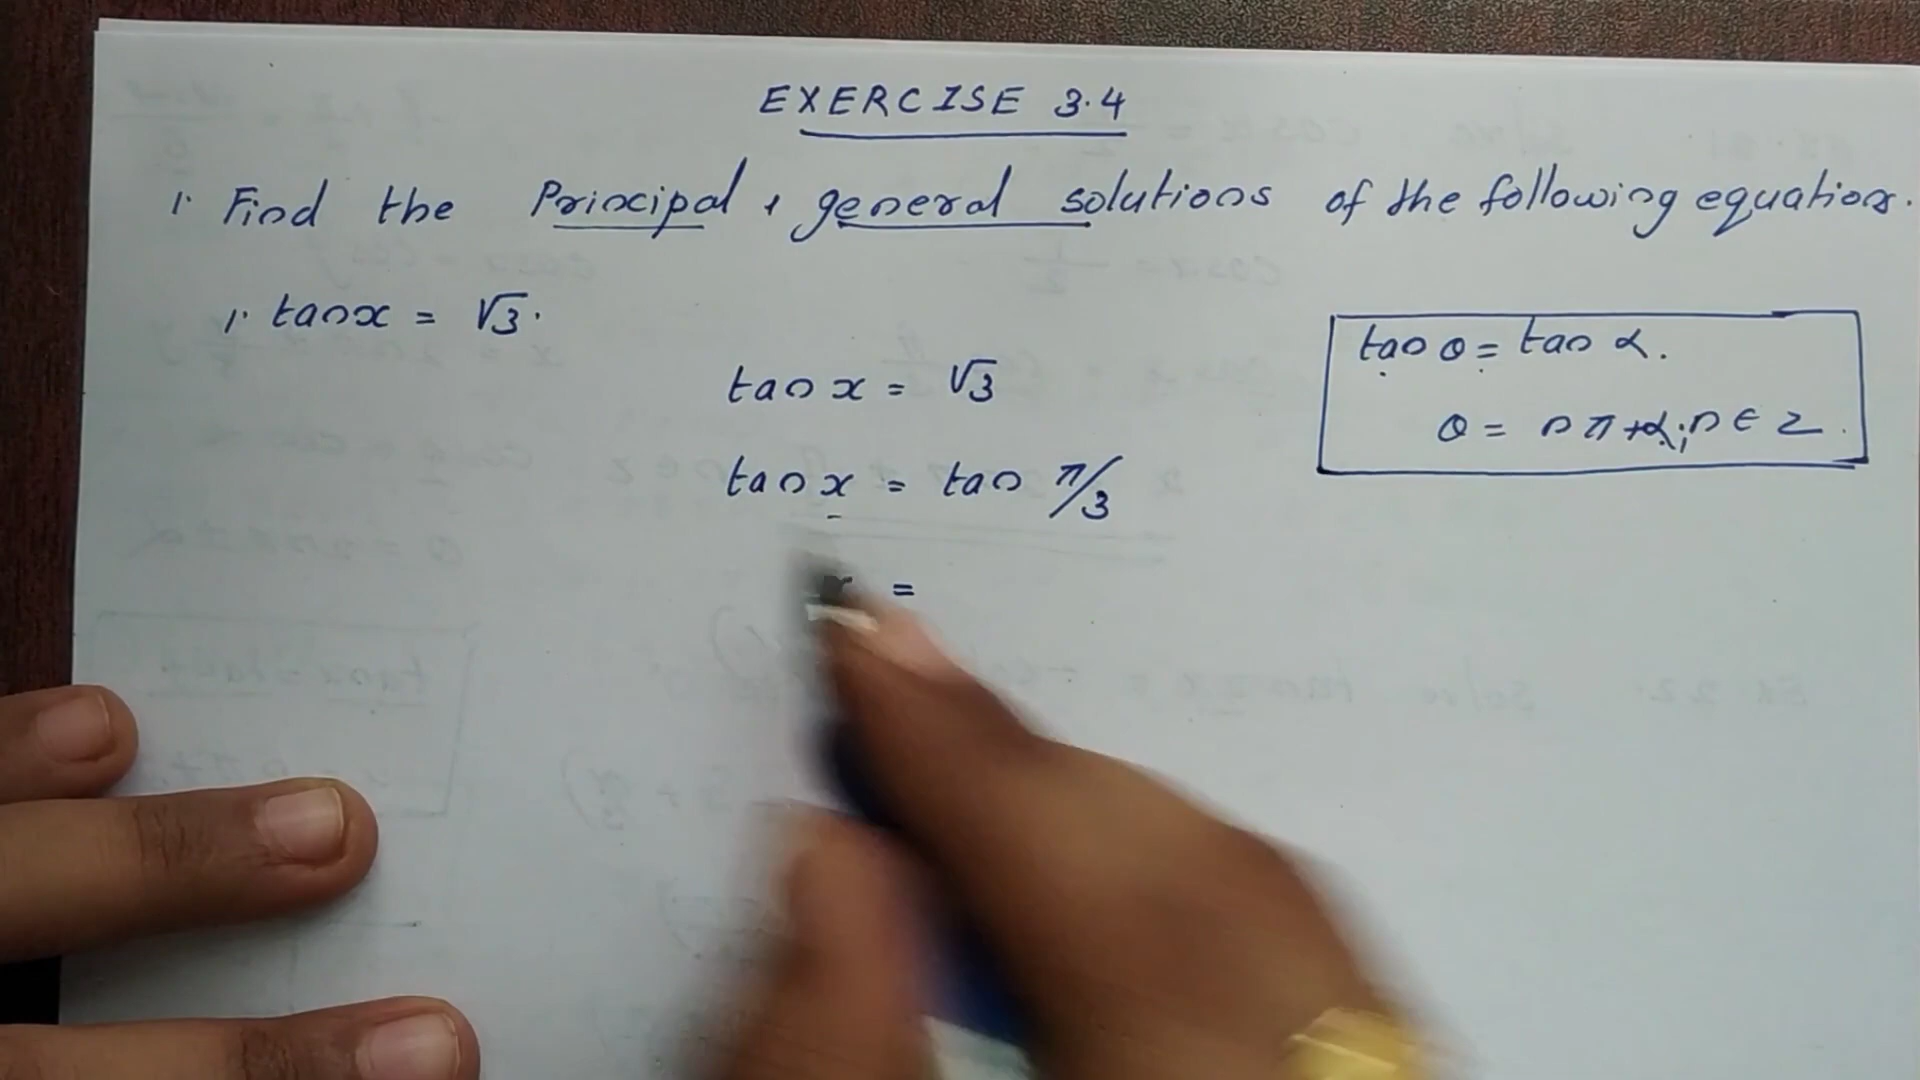 EXERCISE 3.4
1. Find the Principal & general solutions of the following equations.
1. tan x = √3.
tan x = √3
tan x = tan π/3
x =
tan θ = tan α.
θ = nπ + α; n ∈ Z.